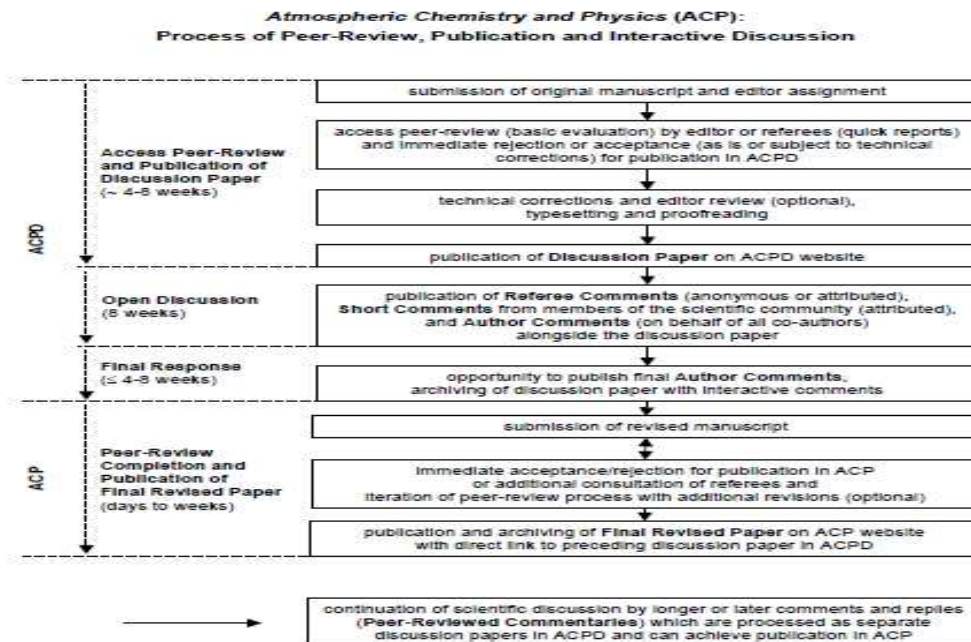 Atmospheric Chemistry and Physics (ACP):
Process of Peer-Review, Publication and Interactive Discussion
ACPD
Access Peer-Review
and Publication of
Discussion Paper
(~ 4-8 weeks)
submission of original manuscript and editor assignment
access peer-review (basic evaluation) by editor or referees (quick reports)
and immediate rejection or acceptance (as is or subject to technical
corrections) for publication in ACPD
technical corrections and editor review (optional),
typesetting and proofreading
publication of Discussion Paper on ACPD website
Open Discussion
(8 weeks)
publication of Referee Comments (anonymous or attributed),
Short Comments from members of the scientific community (attributed),
and Author Comments (on behalf of all co-authors)
alongside the discussion paper
Final Response
(≤ 4-8 weeks)
opportunity to publish final Author Comments,
archiving of discussion paper with interactive comments
ACP
Peer-Review
Completion and
Publication of
Final Revised Paper
(days to weeks)
submission of revised manuscript
immediate acceptance/rejection for publication in ACP
or additional consultation of referees and
iteration of peer-review process with additional revisions (optional)
publication and archiving of Final Revised Paper on ACP website
with direct link to preceding discussion paper in ACPD
continuation of scientific discussion by longer or later comments and replies
(Peer-Reviewed Commentaries) which are processed as separate
discussion papers in ACPD and can achieve publication in ACP